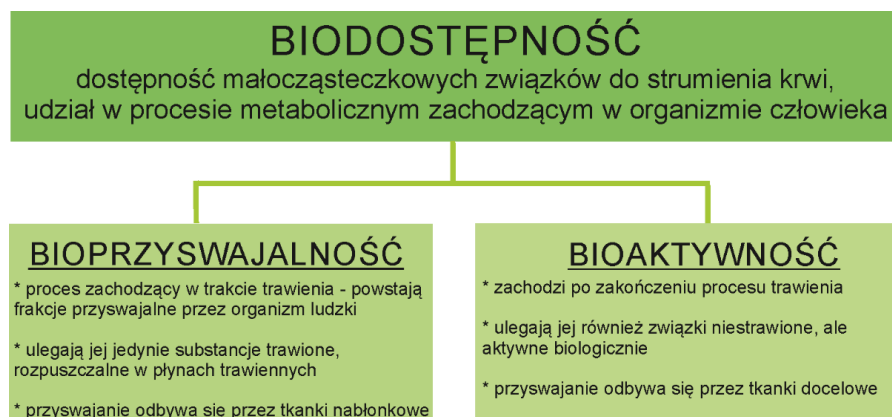 BIODOSTĘPNOŚĆ
dostępność małocząsteczkowych związków do strumienia krwi,
udział w procesie metabolicznym zachodzącym w organizmie człowieka
BIOPRZYSWAJALNOŚĆ
* proces zachodzący w trakcie trawienia - powstają
frakcje przyswajalne przez organizm ludzki
* ulegają jej jedynie substancje trawione,
rozpuszczalne w płynach trawiennych
* przyswajanie odbywa się przez tkanki nabłonkowe
BIOAKTYWNOŚĆ
* zachodzi po zakończeniu procesu trawienia
* ulegają jej również związki niestrawione, ale
aktywne biologicznie
* przyswajanie odbywa się przez tkanki docelowe